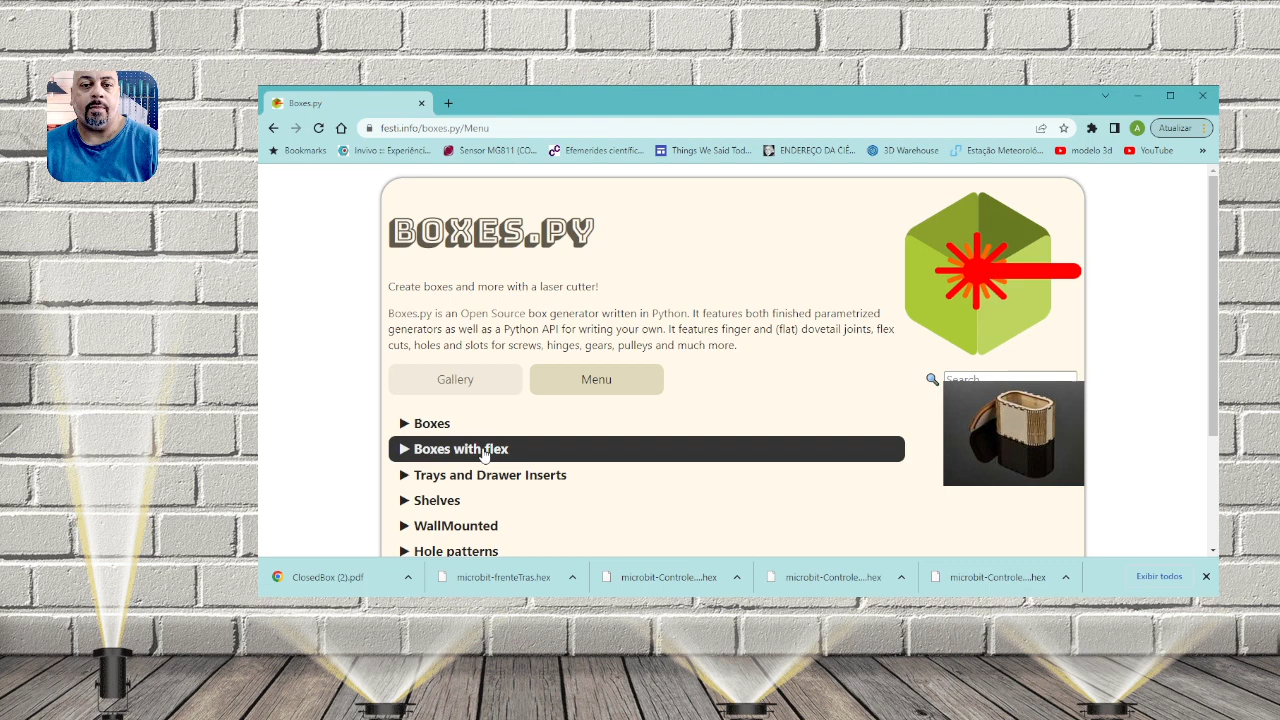 Boxes.py
festi.info/boxes.py/Menu
Atualizar
Bookmarks
Invivo ::: Experiênci...
Sensor MG811 (CO...
Efemerides científic...
Things We Said Tod...
ENDEREÇO DA CIÊ...
3D Warehouse
Estação Meteoroló...
modelo 3d
YouTube
A
BOXES.PY
Create boxes and more with a laser cutter!
Boxes.py is an Open Source box generator written in Python. It features both finished parametrized
generators as well as a Python API for writing your own. It features finger and (flat) dovetail joints, flex
cuts, holes and slots for screws, hinges, gears, pulleys and much more.
Gallery
Menu
Search
Boxes
Boxes with flex
Trays and Drawer Inserts
Shelves
WallMounted
Hole patterns
ClosedBox (2).pdf
microbit-frenteTras.hex
microbit-Controle....hex
microbit-Controle....hex
microbit-Controle....hex
Exibir todos